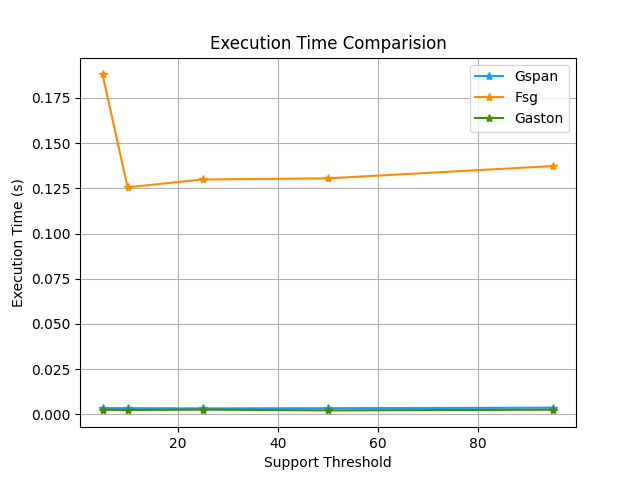 Execution Time Comparision
Gspan
Fsg
Gaston
Execution Time (s)
0.175
0.150
0.125
0.100
0.075
0.050
0.025
0.000
20 40 60 80
Support Threshold